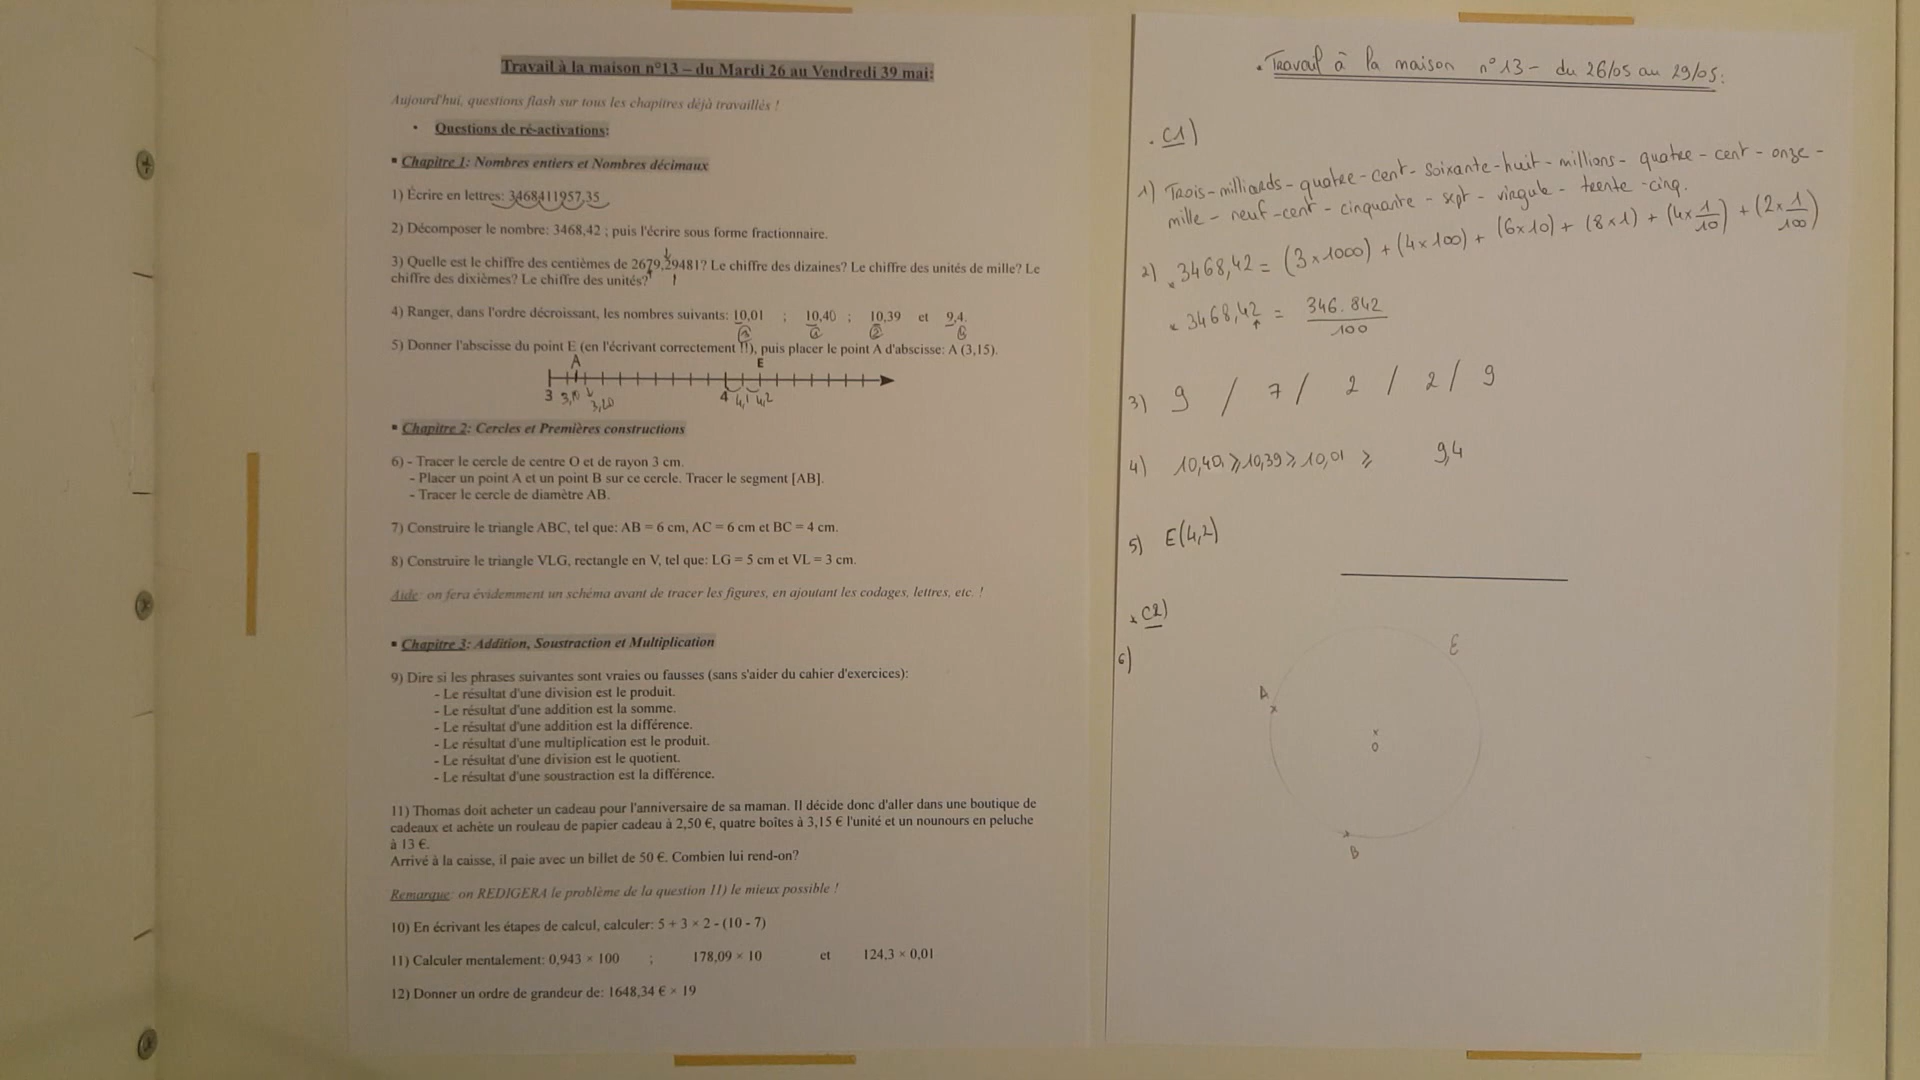 Travail à la maison n°13 – du Mardi 26 au Vendredi 39 mai:
Aujourd'hui, questions flash sur tous les chapitres déjà travaillés !
• Questions de ré-activations:
▪ Chapitre 1: Nombres entiers et Nombres décimaux
1) Écrire en lettres: 3468411957,35
2) Décomposer le nombre: 3468,42 ; puis l'écrire sous forme fractionnaire.
3) Quelle est le chiffre des centièmes de 2679,29481? Le chiffre des dizaines? Le chiffre des unités de mille? Le
chiffre des dixièmes? Le chiffre des unités?
4) Ranger, dans l'ordre décroissant, les nombres suivants: 10,01 ; 10,40 ; 10,39 et 9,4.
③ ① ② ⑥
5) Donner l'abscisse du point E (en l'écrivant correctement !!), puis placer le point A d'abscisse: A (3,15).
A E
3 3,10 3,20 4 4,1 4,2
▪ Chapitre 2: Cercles et Premières constructions
6) - Tracer le cercle de centre O et de rayon 3 cm.
- Placer un point A et un point B sur ce cercle. Tracer le segment [AB].
- Tracer le cercle de diamètre AB.
7) Construire le triangle ABC, tel que: AB = 6 cm, AC = 6 cm et BC = 4 cm.
8) Construire le triangle VLG, rectangle en V, tel que: LG = 5 cm et VL = 3 cm.
Aide: on fera évidemment un schéma avant de tracer les figures, en ajoutant les codages, lettres, etc. !
▪ Chapitre 3: Addition, Soustraction et Multiplication
9) Dire si les phrases suivantes sont vraies ou fausses (sans s'aider du cahier d'exercices):
- Le résultat d'une division est le produit.
- Le résultat d'une addition est la somme.
- Le résultat d'une addition est la différence.
- Le résultat d'une multiplication est le produit.
- Le résultat d'une division est le quotient.
- Le résultat d'une soustraction est la différence.
11) Thomas doit acheter un cadeau pour l'anniversaire de sa maman. Il décide donc d'aller dans une boutique de
cadeaux et achète un rouleau de papier cadeau à 2,50 €, quatre boîtes à 3,15 € l'unité et un nounours en peluche
à 13 €.
Arrivé à la caisse, il paie avec un billet de 50 €. Combien lui rend-on?
Remarque: on REDIGERA le problème de la question 11) le mieux possible !
10) En écrivant les étapes de calcul, calculer: 5 + 3 × 2 - (10 - 7)
11) Calculer mentalement: 0,943 × 100 ; 178,09 × 10 et 124,3 × 0,01
12) Donner un ordre de grandeur de: 1648,34 € × 19
. Travail à la maison n°13 - du 26/05 au 29/05:
. C1)
1) Trois-milliards-quatre-cent-soixante-huit-millions-quatre-cent-onze-
mille-neuf-cent-cinquante-sept-virgule-trente-cinq.
2) × 3468,42 = (3×1000) + (4×100) + (6×10) + (8×1) + (4×1/10) + (2×1/100)
× 3468,42 = 346.842/100
3) 9 / 7 / 2 / 2 / 9
4) 10,40 ⩾ 10,39 ⩾ 10,01 ⩾ 9,4
5) E(4,2)
× C2)
6)
E
A
O
B